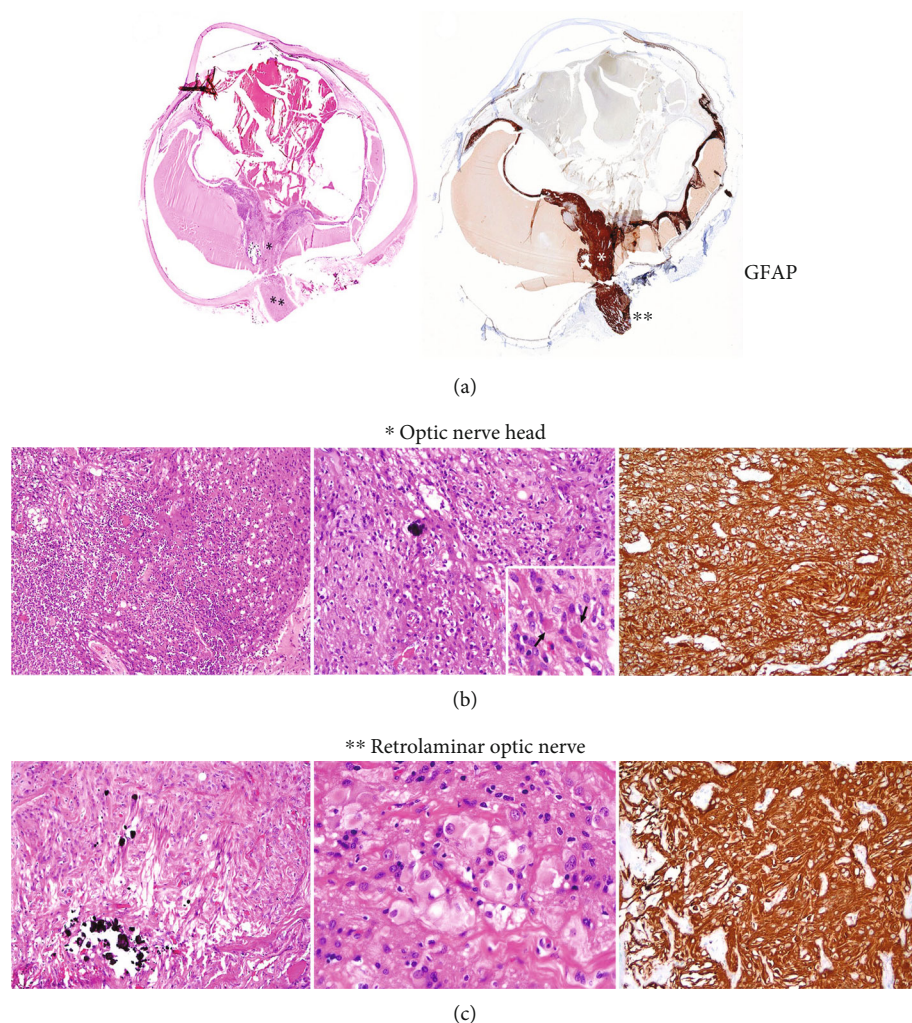 *
**
*
**
GFAP
(a)
* Optic nerve head
(b)
** Retrolaminar optic nerve
(c)